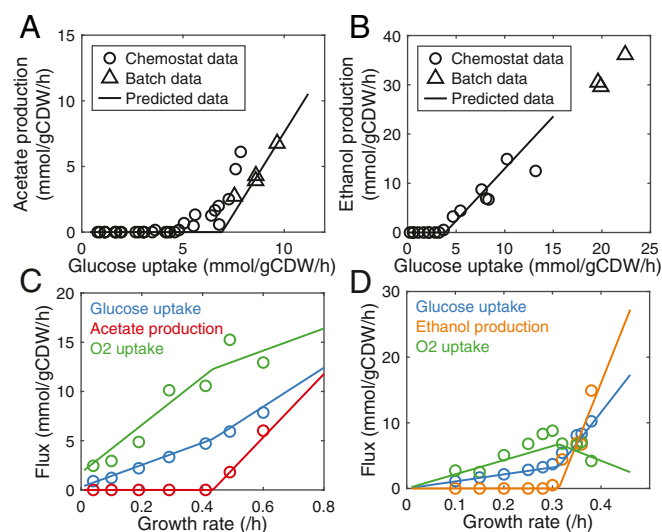 A
Acetate production
(mmol/gCDW/h)
15
10
5
0
Chemostat data
Batch data
Predicted data
0
5
10
Glucose uptake (mmol/gCDW/h)
B
Ethanol production
(mmol/gCDW/h)
40
30
20
10
0
Chemostat data
Batch data
Predicted data
0
5
10
15
20
25
Glucose uptake (mmol/gCDW/h)
C
Flux (mmol/gCDW/h)
20
15
10
5
0
Glucose uptake
Acetate production
O2 uptake
0
0.2
0.4
0.6
0.8
Growth rate (/h)
D
Flux (mmol/gCDW/h)
30
20
10
0
Glucose uptake
Ethanol production
O2 uptake
0
0.1
0.2
0.3
0.4
Growth rate (/h)